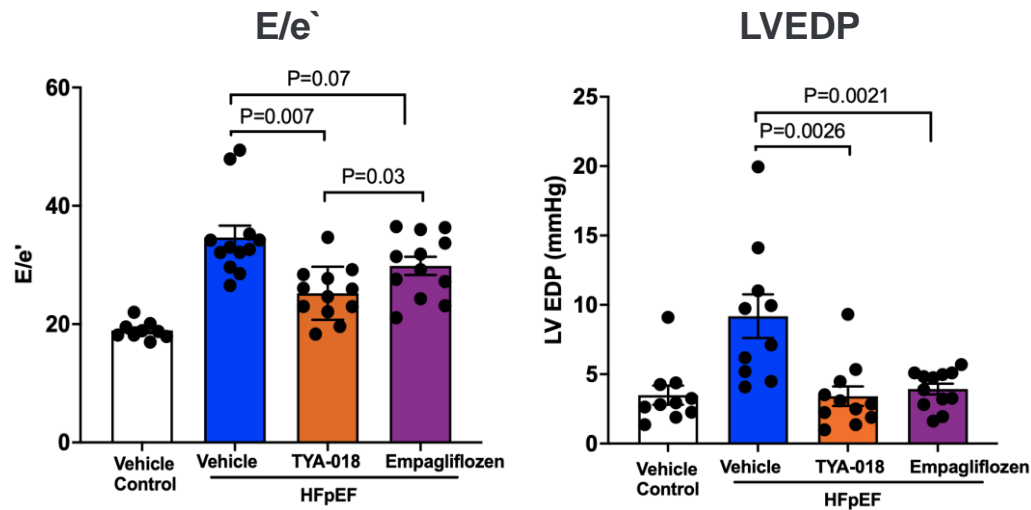 E/e`
60
40
20
0
E/e'
P=0.07
P=0.007
P=0.03
Vehicle
Control
Vehicle
TYA-018
Empagliflozen
HFpEF
LVEDP
25
20
15
10
5
0
LV EDP (mmHg)
P=0.0021
P=0.0026
Vehicle
Control
Vehicle
TYA-018
Empagliflozen
HFpEF